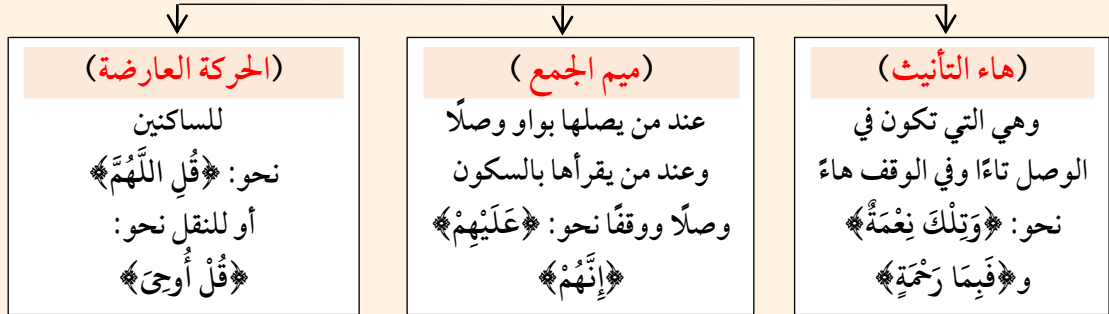 (هاء التأنيث)
وهي التي تكون في
الوصل تاءًا وفي الوقف هاءً
نحو: ﴿وَتِلْكَ نِعْمَةٌ﴾
و﴿فَبِمَا رَحْمَةٍ﴾
(ميم الجمع )
عند من يصلها بواو وصلًا
وعند من يقرأها بالسكون
وصلًا ووقفًا نحو: ﴿عَلَيْهِمْ﴾
﴿إِنَّهُمْ﴾
(الحركة العارضة)
للساكنين
نحو: ﴿قُلِ اللَّهُمَّ﴾
أو للنقل نحو:
﴿قُلْ أُوحِىَ﴾